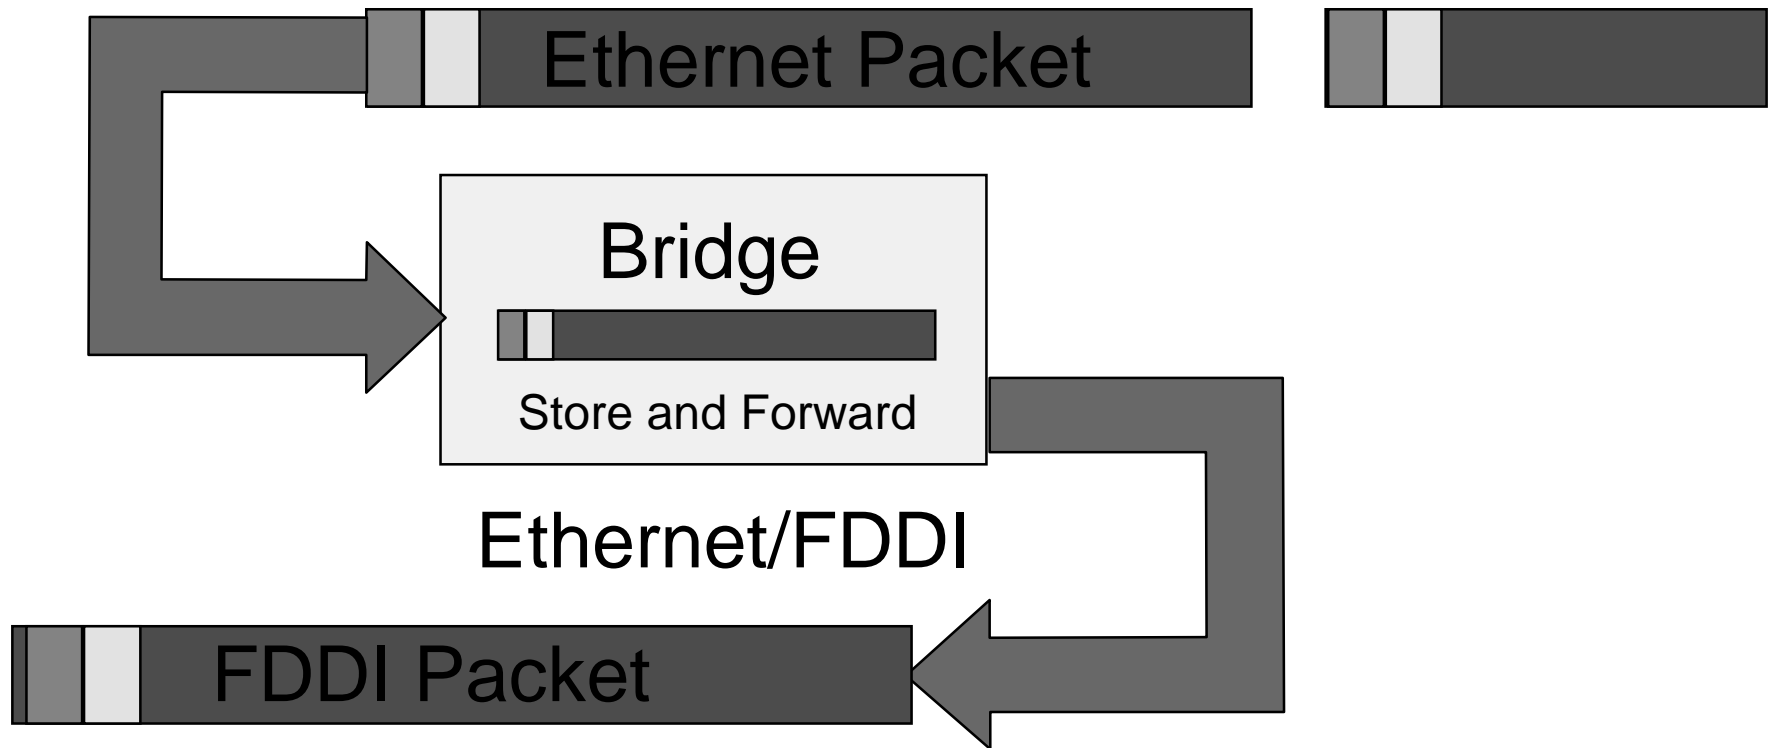 Ethernet Packet
Bridge
Store and Forward
Ethernet/FDDI
FDDI Packet